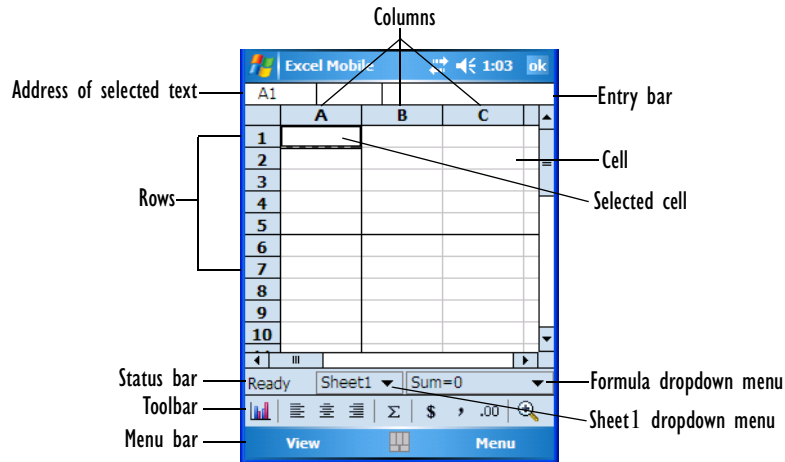 Columns
Excel Mobile 1:03 ok
Address of selected text
A1
Entry bar
A B C
1
2
Cell
3
Rows
4
Selected cell
5
6
7
8
9
10
Status bar
Ready Sheet1 Sum=0
Formula dropdown menu
Toolbar
Σ $ , .00
Sheet1 dropdown menu
Menu bar
View Menu